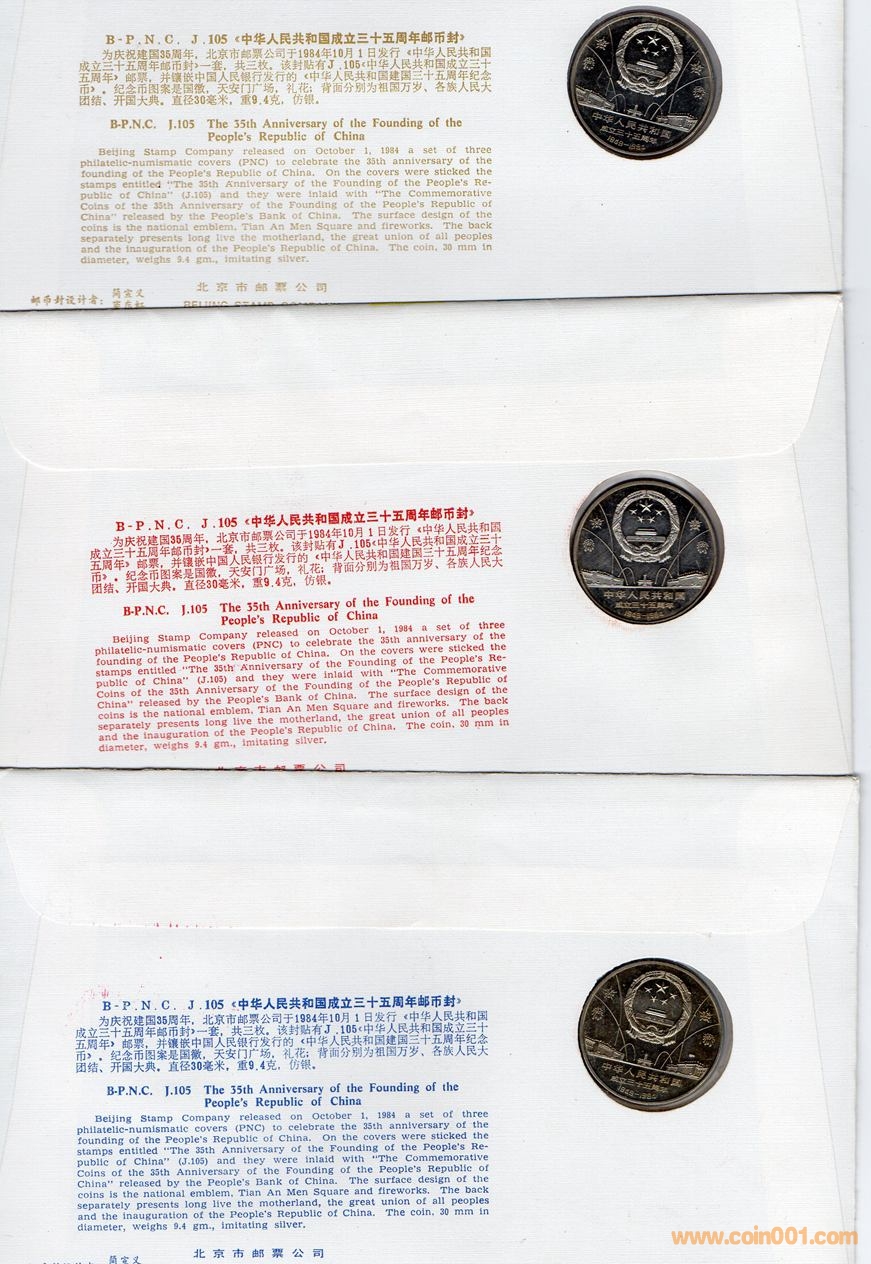 B-P.N.C. J.105《中华人民共和国成立三十五周年邮币封》
为庆祝建国35周年，北京市邮票公司于1984年10月1日发行《中华人民共和国
成立三十五周年邮币封》一套，共三枚。该封贴有J.105《中华人民共和国成立三十
五周年》邮票，并镶嵌中国人民银行发行的《中华人民共和国建国三十五周年纪念
币》。纪念币图案是国徽，天安门广场，礼花；背面分别为祖国万岁、各族人民大
团结、开国大典。直径30毫米，重9.4克，仿银。
B-P.N.C. J.105 The 35th Anniversary of the Founding of the
People's Republic of China
Beijing Stamp Company released on October 1, 1984 a set of three
philatelic-numismatic covers (PNC) to celebrate the 35th anniversary of the
founding of the People's Republic of China. On the covers were sticked the
stamps entitled "The 35th Anniversary of the Founding of the People's Re-
public of China" (J.105) and they were inlaid with "The Commemorative
Coins of the 35th Anniversary of the Founding of the People's Republic of
China" released by the People's Bank of China. The surface design of the
coins is the national emblem, Tian An Men Square and fireworks. The back
separately presents long live the motherland, the great union of all peoples
and the inauguration of the People's Republic of China. The coin, 30 mm in
diameter, weighs 9.4 gm., imitating silver.
邮币封设计者：
北京市邮票公司
BEIJING STAMP COMPANY
中华人民共和国
成立三十五周年
1949-1984
B-P.N.C. J.105《中华人民共和国成立三十五周年邮币封》
为庆祝建国35周年，北京市邮票公司于1984年10月1日发行《中华人民共和国
成立三十五周年邮币封》一套，共三枚。该封贴有J.105《中华人民共和国成立三十
五周年》邮票，并镶嵌中国人民银行发行的《中华人民共和国建国三十五周年纪念
币》。纪念币图案是国徽，天安门广场，礼花；背面分别为祖国万岁、各族人民大
团结、开国大典。直径30毫米，重9.4克，仿银。
B-P.N.C. J.105 The 35th Anniversary of the Founding of the
People's Republic of China
Beijing Stamp Company released on October 1, 1984 a set of three
philatelic-numismatic covers (PNC) to celebrate the 35th anniversary of the
founding of the People's Republic of China. On the covers were sticked the
stamps entitled "The 35th Anniversary of the Founding of the People's Re-
public of China" (J.105) and they were inlaid with "The Commemorative
Coins of the 35th Anniversary of the Founding of the People's Republic of
China" released by the People's Bank of China. The surface design of the
coins is the national emblem, Tian An Men Square and fireworks. The back
separately presents long live the motherland, the great union of all peoples
and the inauguration of the People's Republic of China. The coin, 30 mm in
diameter, weighs 9.4 gm., imitating silver.
北京市邮票公司
中华人民共和国
成立三十五周年
1949-1984
B-P.N.C. J.105《中华人民共和国成立三十五周年邮币封》
为庆祝建国35周年，北京市邮票公司于1984年10月1日发行《中华人民共和国
成立三十五周年邮币封》一套，共三枚。该封贴有J.105《中华人民共和国成立三十
五周年》邮票，并镶嵌中国人民银行发行的《中华人民共和国建国三十五周年纪念
币》。纪念币图案是国徽，天安门广场，礼花；背面分别为祖国万岁、各族人民大
团结、开国大典。直径30毫米，重9.4克，仿银。
B-P.N.C. J.105 The 35th Anniversary of the Founding of the
People's Republic of China
Beijing Stamp Company released on October 1, 1984 a set of three
philatelic-numismatic covers (PNC) to celebrate the 35th anniversary of the
founding of the People's Republic of China. On the covers were sticked the
stamps entitled "The 35th Anniversary of the Founding of the People's Re-
public of China" (J.105) and they were inlaid with "The Commemorative
Coins of the 35th Anniversary of the Founding of the People's Republic of
China" released by the People's Bank of China. The surface design of the
coins is the national emblem, Tian An Men Square and fireworks. The back
separately presents long live the motherland, the great union of all peoples
and the inauguration of the People's Republic of China. The coin, 30 mm in
diameter, weighs 9.4 gm., imitating silver.
北京市邮票公司
中华人民共和国
成立三十五周年
1949-1984
www.coin001.com